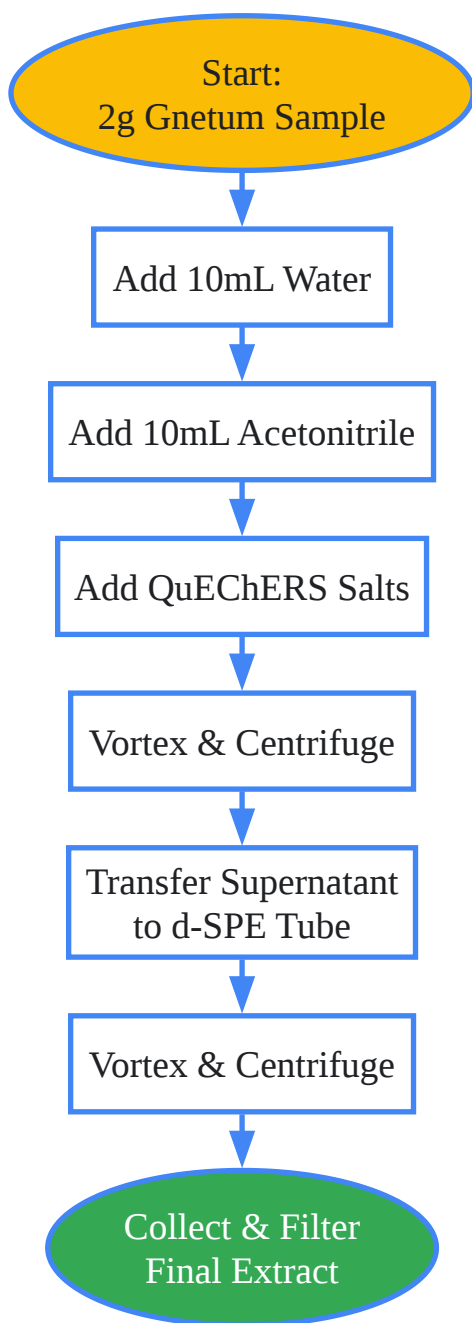 Start:
2g Gnetum Sample
Add 10mL Water
Add 10mL Acetonitrile
Add QuEChERS Salts
Vortex & Centrifuge
Transfer Supernatant
to d-SPE Tube
Vortex & Centrifuge
Collect & Filter
Final Extract